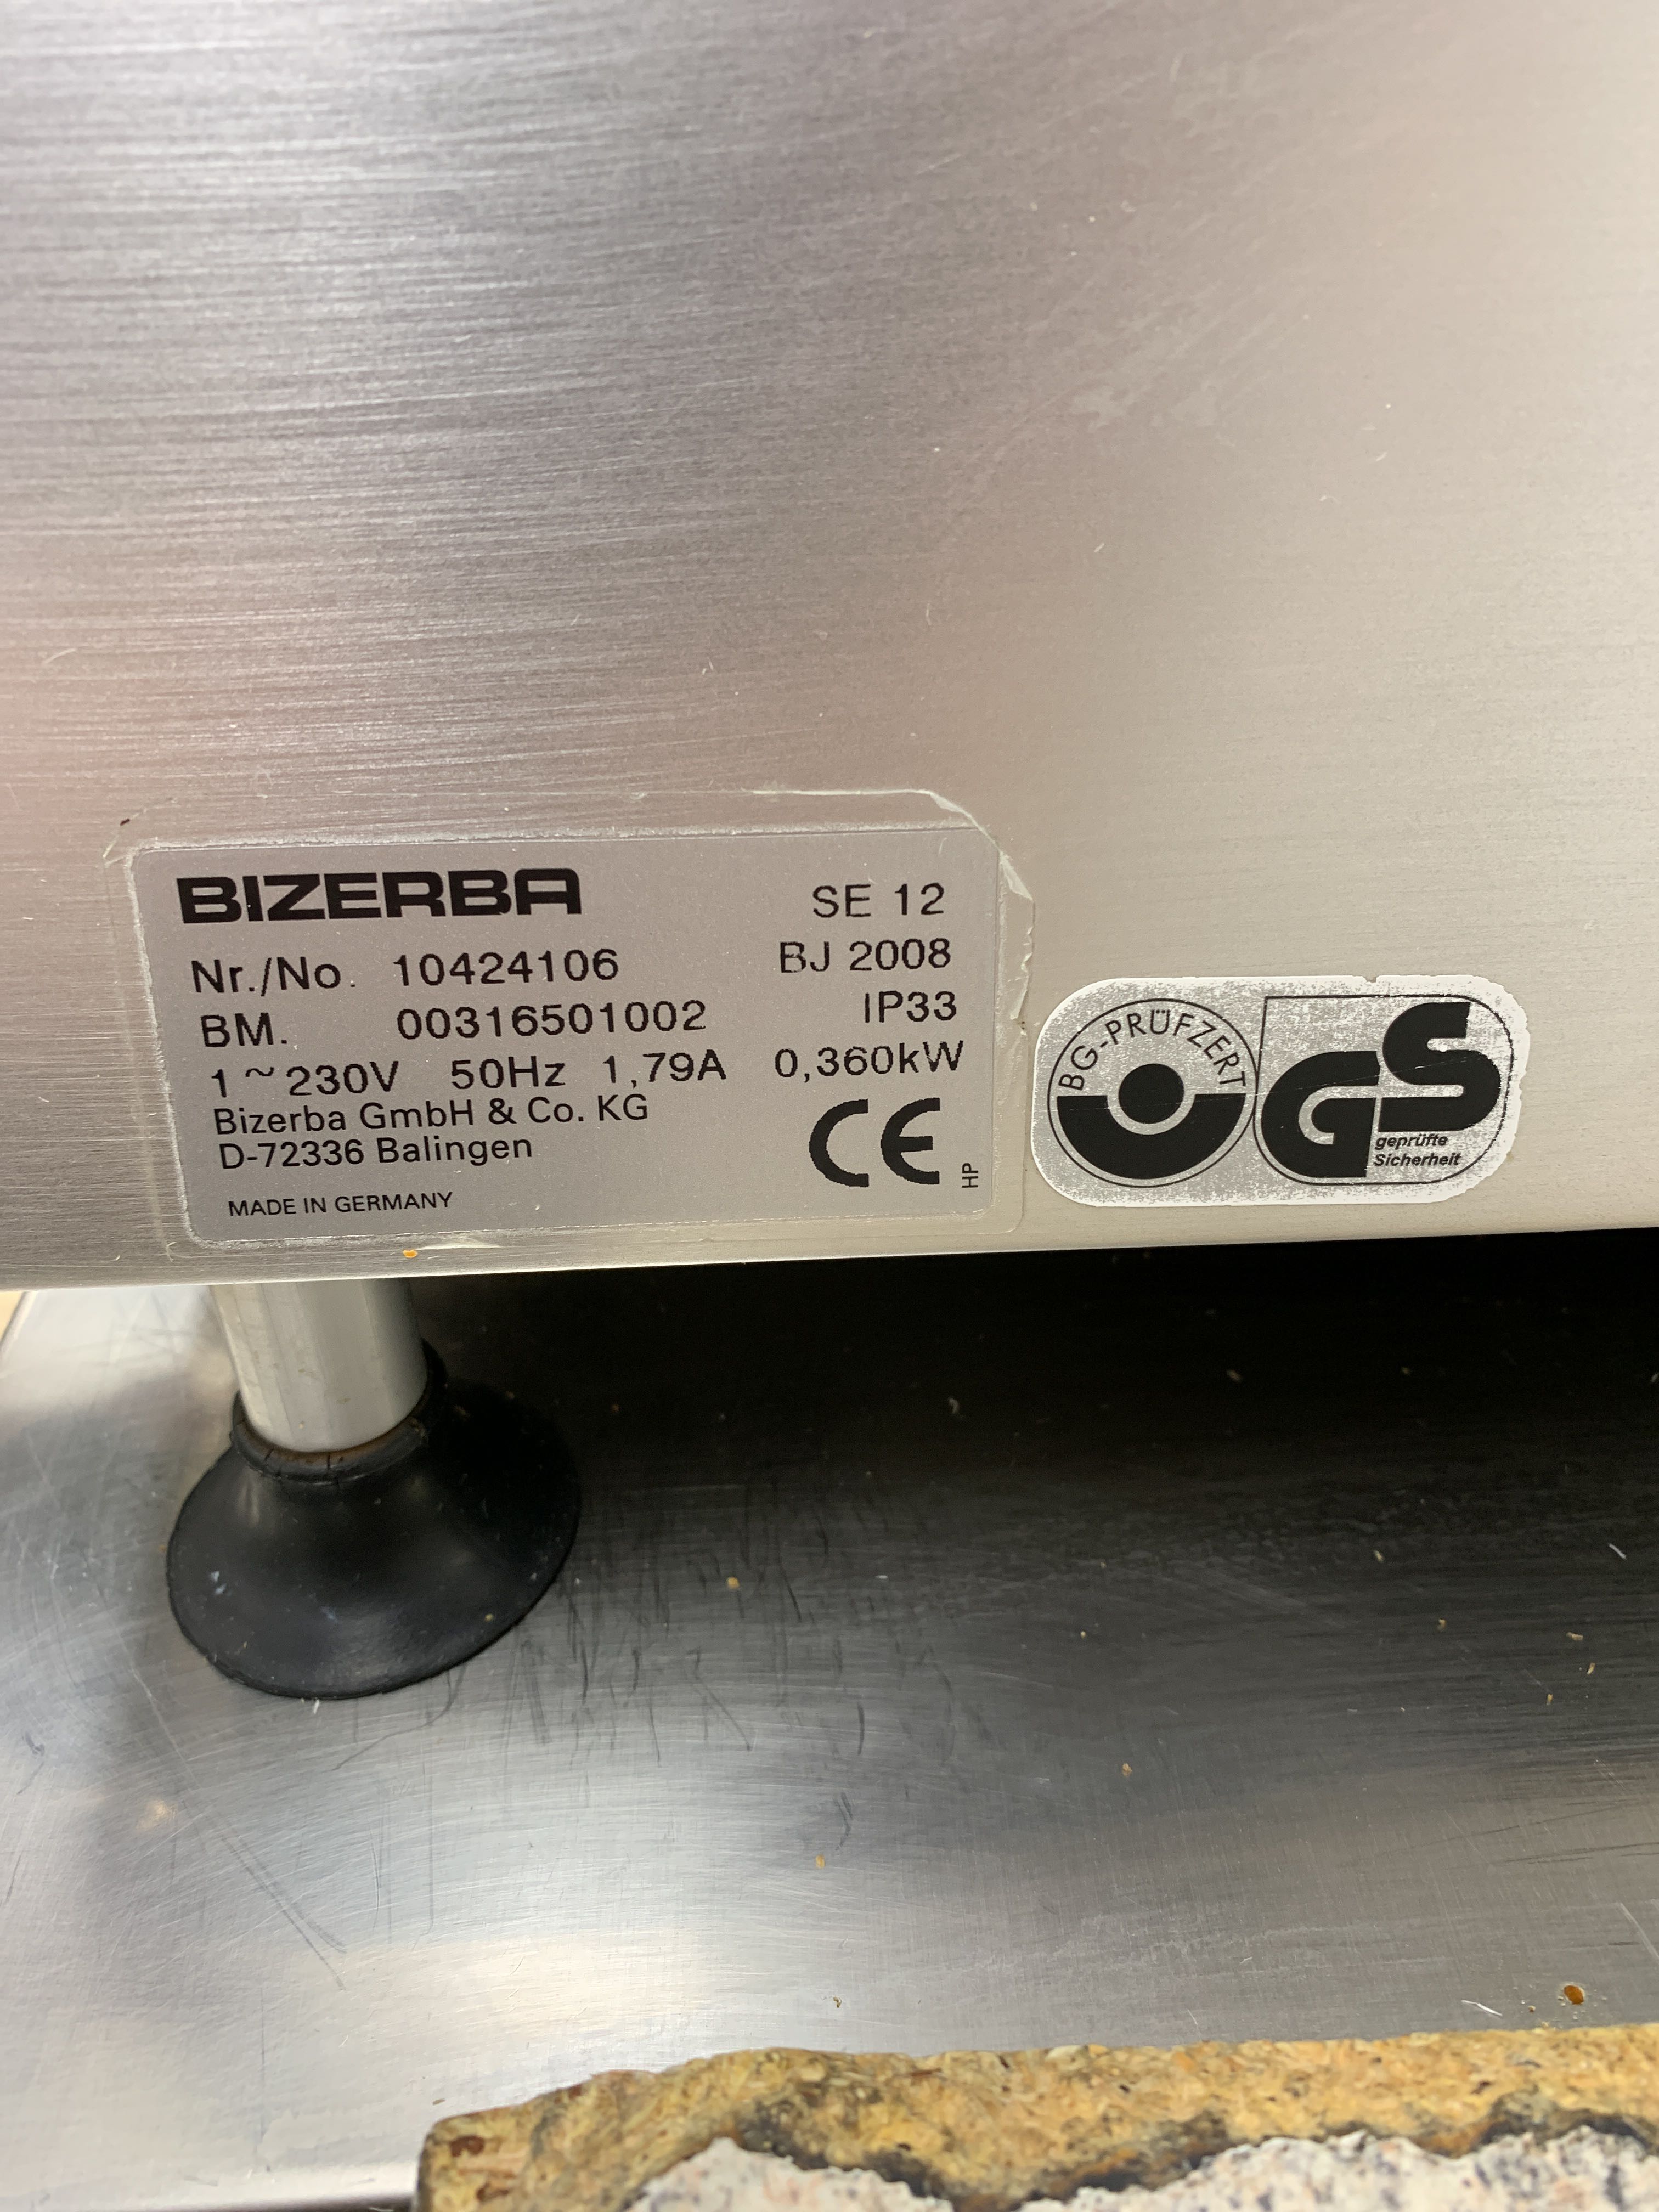 BIZERBA SE 12
Nr./No. 10424106 BJ 2008
BM. 00316501002 IP33
1~230V 50Hz 1,79A 0,360kW
Bizerba GmbH & Co. KG
D-72336 Balingen
CE
HP
MADE IN GERMANY
BG-PRÜFZERT
GS
geprüfte
Sicherheit